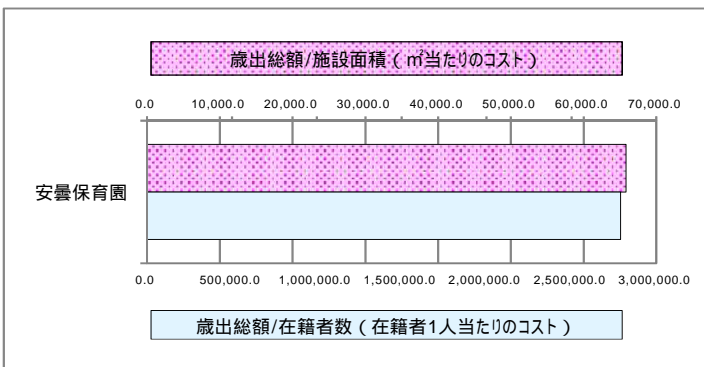 歳出総額/施設面積（㎡当たりのコスト）
0.0 10,000.0 20,000.0 30,000.0 40,000.0 50,000.0 60,000.0 70,000.0
安曇保育園
0.0 500,000.0 1,000,000.0 1,500,000.0 2,000,000.0 2,500,000.0 3,000,000.0
歳出総額/在籍者数（在籍者1人当たりのコスト）